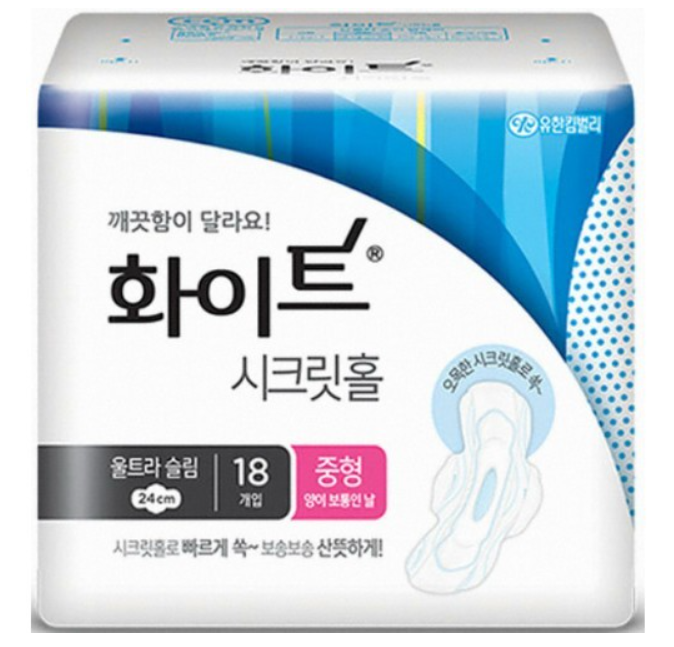 화이트
유한킴벌리
깨끗함이 달라요!
화이트®
시크릿홀
오목한 시크릿홀로 쏙~
울트라 슬림
24cm
18
개입
중형
양이 보통인 날
시크릿홀로 빠르게 쏙~ 보송보송 산뜻하게!